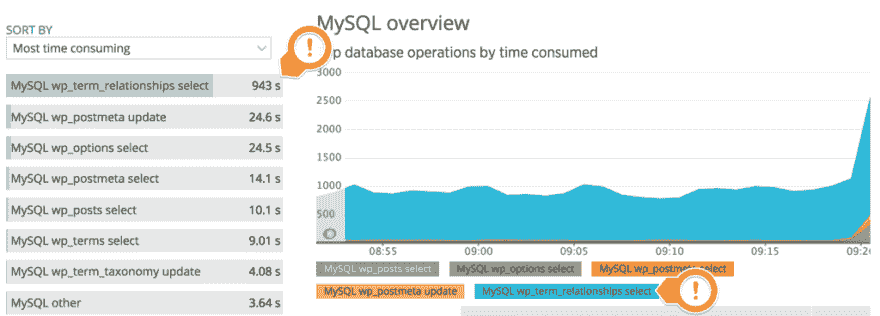 SORT BY
Most time consuming
MySQL wp_term_relationships select 943 s
MySQL wp_postmeta update 24.6 s
MySQL wp_options select 24.5 s
MySQL wp_postmeta select 14.1 s
MySQL wp_posts select 10.1 s
MySQL wp_terms select 9.01 s
MySQL wp_term_taxonomy update 4.08 s
MySQL other 3.64 s
MySQL overview
p database operations by time consumed
3000
2500
2000
1500
1000
500
08:55 09:00 09:05 09:10 09:15 09:2
MySQL wp_posts select MySQL wp_options select MySQL wp_postmeta select
MySQL wp_postmeta update MySQL wp_term_relationships select
!
!